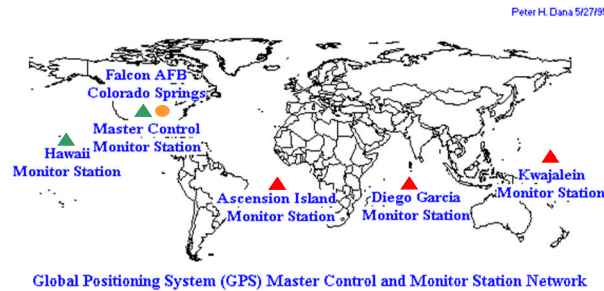 Peter H. Dana 5/27/95
Falcon AFB
Colorado Springs
Master Control
Monitor Station
Hawaii
Monitor Station
Ascension Island
Monitor Station
Diego Garcia
Monitor Station
Kwajalein
Monitor Station
Global Positioning System (GPS) Master Control and Monitor Station Network